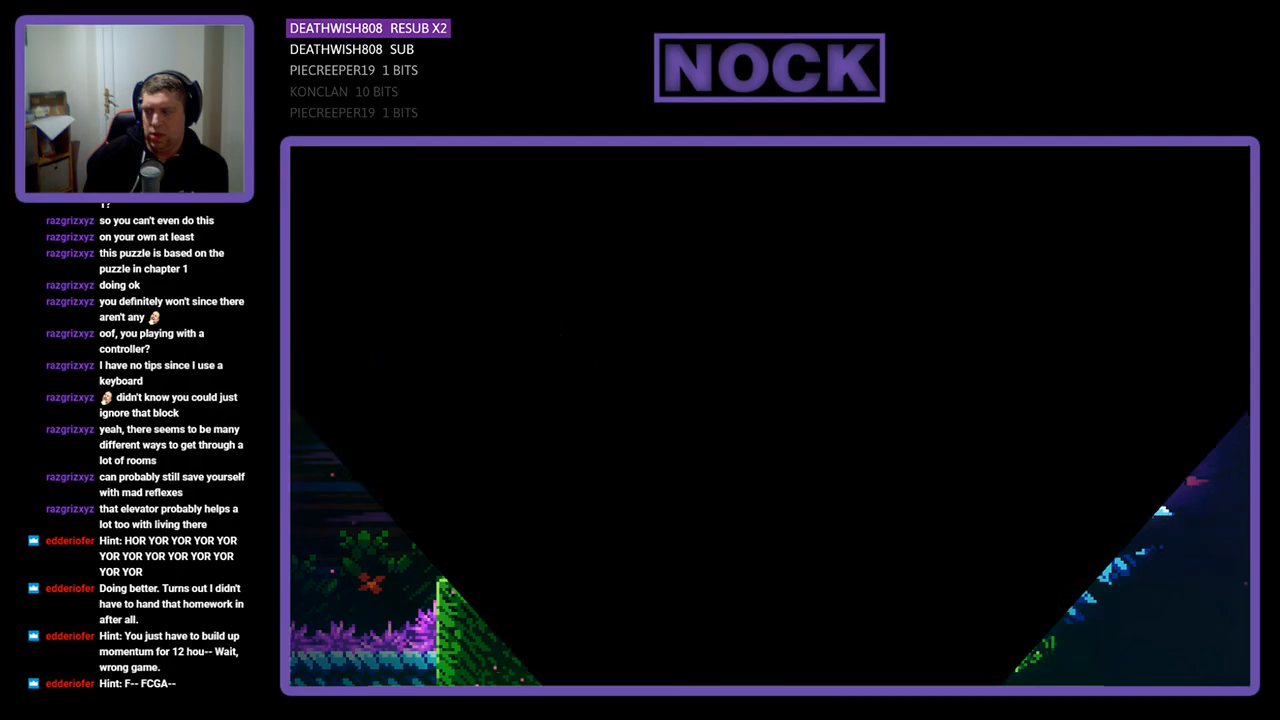 DEATHWISH808 RESUB X2
DEATHWISH808 SUB
PIECREEPER19 1 BITS
KONCLAN 10 BITS
PIECREEPER19 1 BITS
NOCK
1?
razgrizxyz so you can't even do this
razgrizxyz on your own at least
razgrizxyz this puzzle is based on the
puzzle in chapter 1
razgrizxyz doing ok
razgrizxyz you definitely won't since there
aren't any
razgrizxyz oof, you playing with a
controller?
razgrizxyz I have no tips since I use a
keyboard
razgrizxyz didn't know you could just
ignore that block
razgrizxyz yeah, there seems to be many
different ways to get through a
lot of rooms
razgrizxyz can probably still save yourself
with mad reflexes
razgrizxyz that elevator probably helps a
lot too with living there
edderiofer Hint: HOR YOR YOR YOR YOR
YOR YOR YOR YOR YOR YOR
YOR YOR
edderiofer Doing better. Turns out I didn't
have to hand that homework in
after all.
edderiofer Hint: You just have to build up
momentum for 12 hou-- Wait,
wrong game.
edderiofer Hint: F-- FCGA--